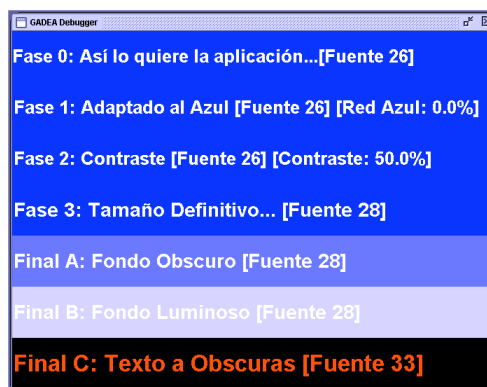 GADEA Debugger
Fase 0: Así lo quiere la aplicación...[Fuente 26]
Fase 1: Adaptado al Azul [Fuente 26] [Red Azul: 0.0%]
Fase 2: Contraste [Fuente 26] [Contraste: 50.0%]
Fase 3: Tamaño Definitivo... [Fuente 28]
Final A: Fondo Obscuro [Fuente 28]
Final B: Fondo Luminoso [Fuente 28]
Final C: Texto a Obscuras [Fuente 33]